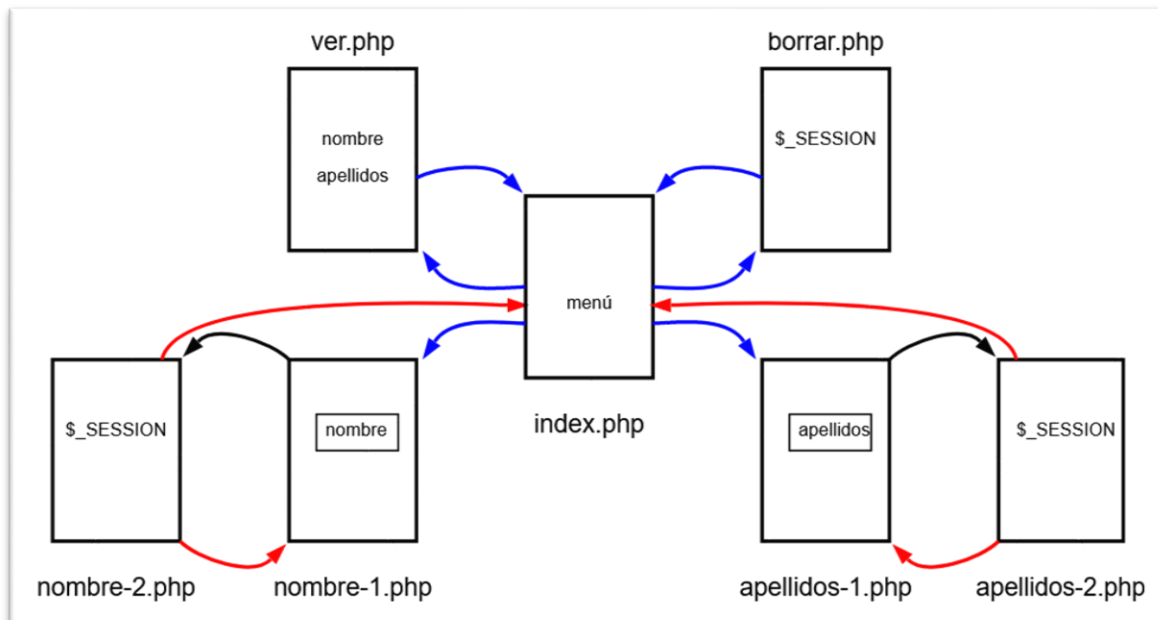 ver.php
borrar.php
nombre
apellidos
$_SESSION
menú
index.php
$_SESSION
nombre
apellidos
$_SESSION
nombre-2.php
nombre-1.php
apellidos-1.php
apellidos-2.php